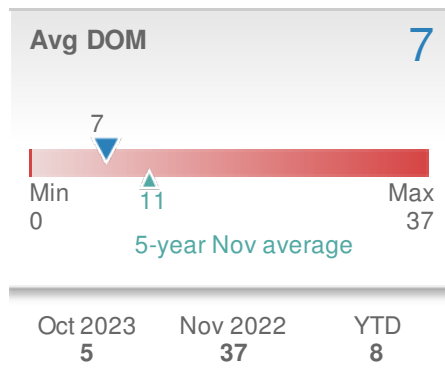 Avg DOM 7
7
Min Max
0 11 37
5-year Nov average
Oct 2023 Nov 2022 YTD
5 37 8